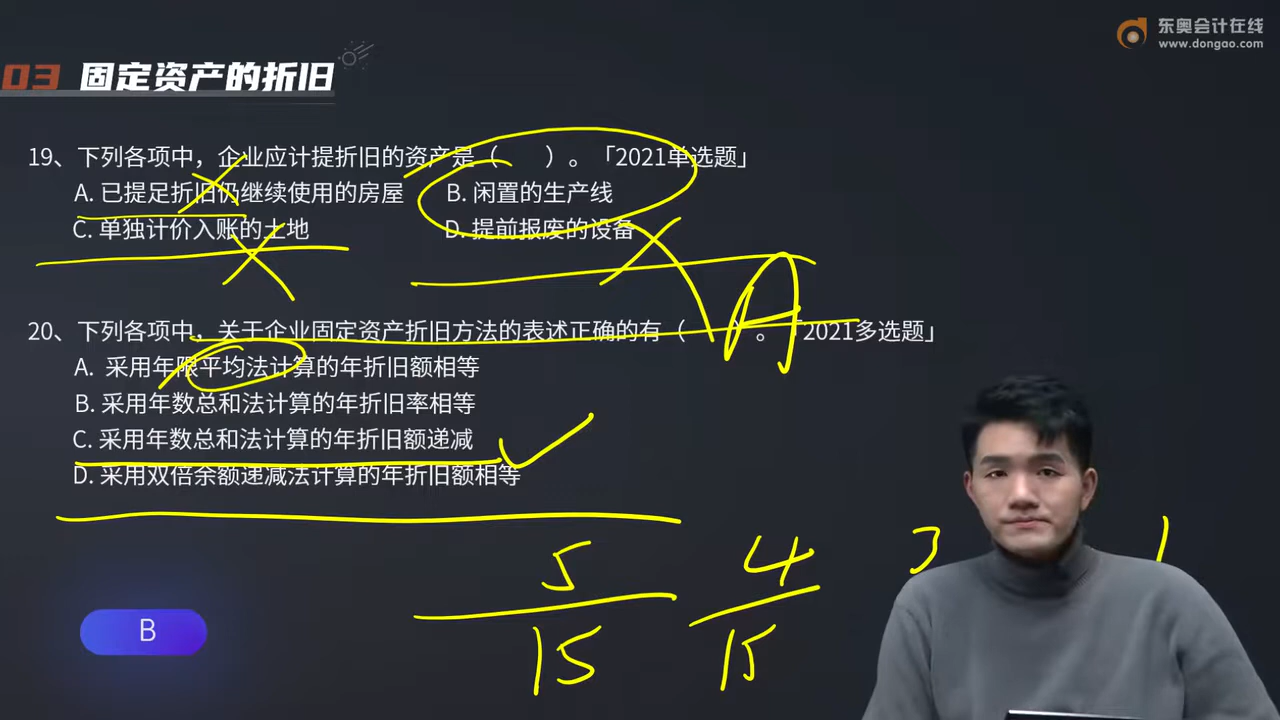 东奥会计在线
www.dongao.com
03 固定资产的折旧
19、下列各项中，企业应计提折旧的资产是（ ）。「2021单选题」
A. 已提足折旧仍继续使用的房屋 B. 闲置的生产线
C. 单独计价入账的土地 D. 提前报废的设备
20、下列各项中，关于企业固定资产折旧方法的表述正确的有（ ）。「2021多选题」
A. 采用年限平均法计算的年折旧额相等
B. 采用年数总和法计算的年折旧率相等
C. 采用年数总和法计算的年折旧额递减
D. 采用双倍余额递减法计算的年折旧额相等
5 4 3 1
15 15
B